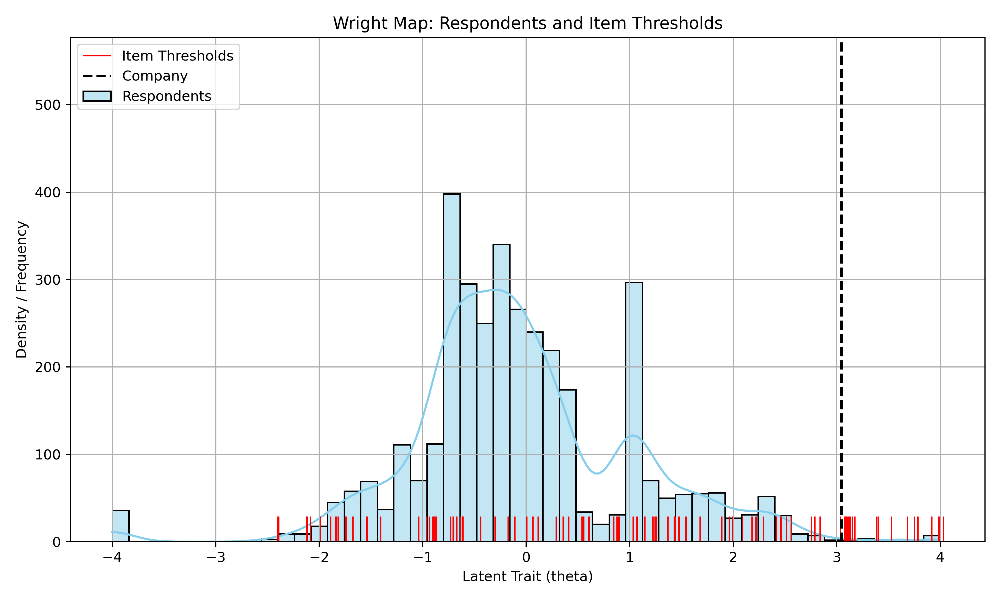 Wright Map: Respondents and Item Thresholds
Item Thresholds
Company
Respondents
Density / Frequency
500
400
300
200
100
0
−4 −3 −2 −1 0 1 2 3 4
Latent Trait (theta)